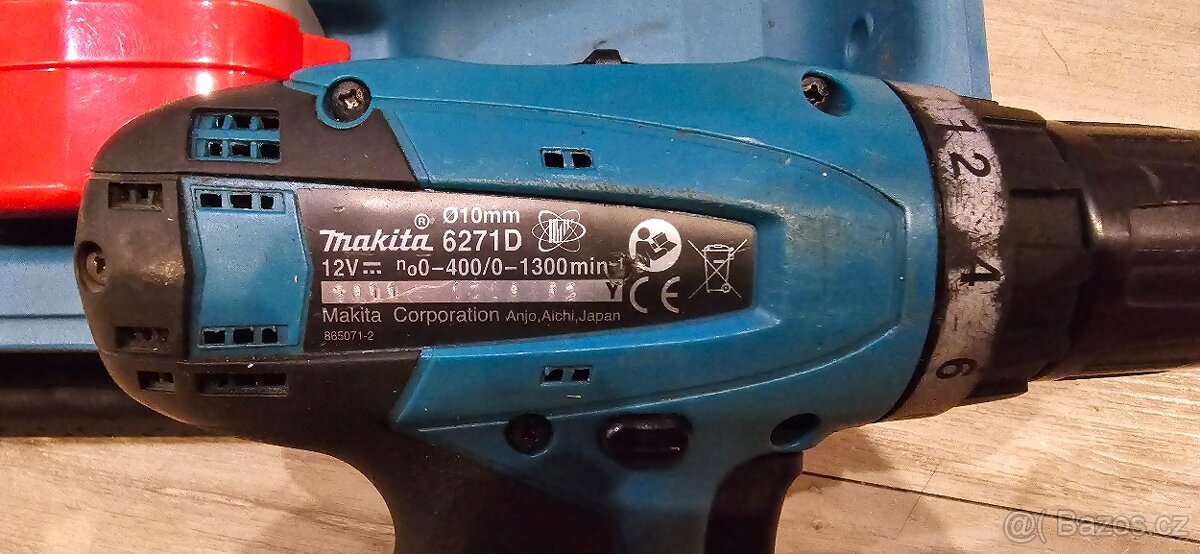 Ø10mm
makita® 6271D
12V⎓ n₀0-400/0-1300min
Y
CE
Makita Corporation Anjo,Aichi,Japan
865071-2
1
2
4
6
@( Bazos.cz